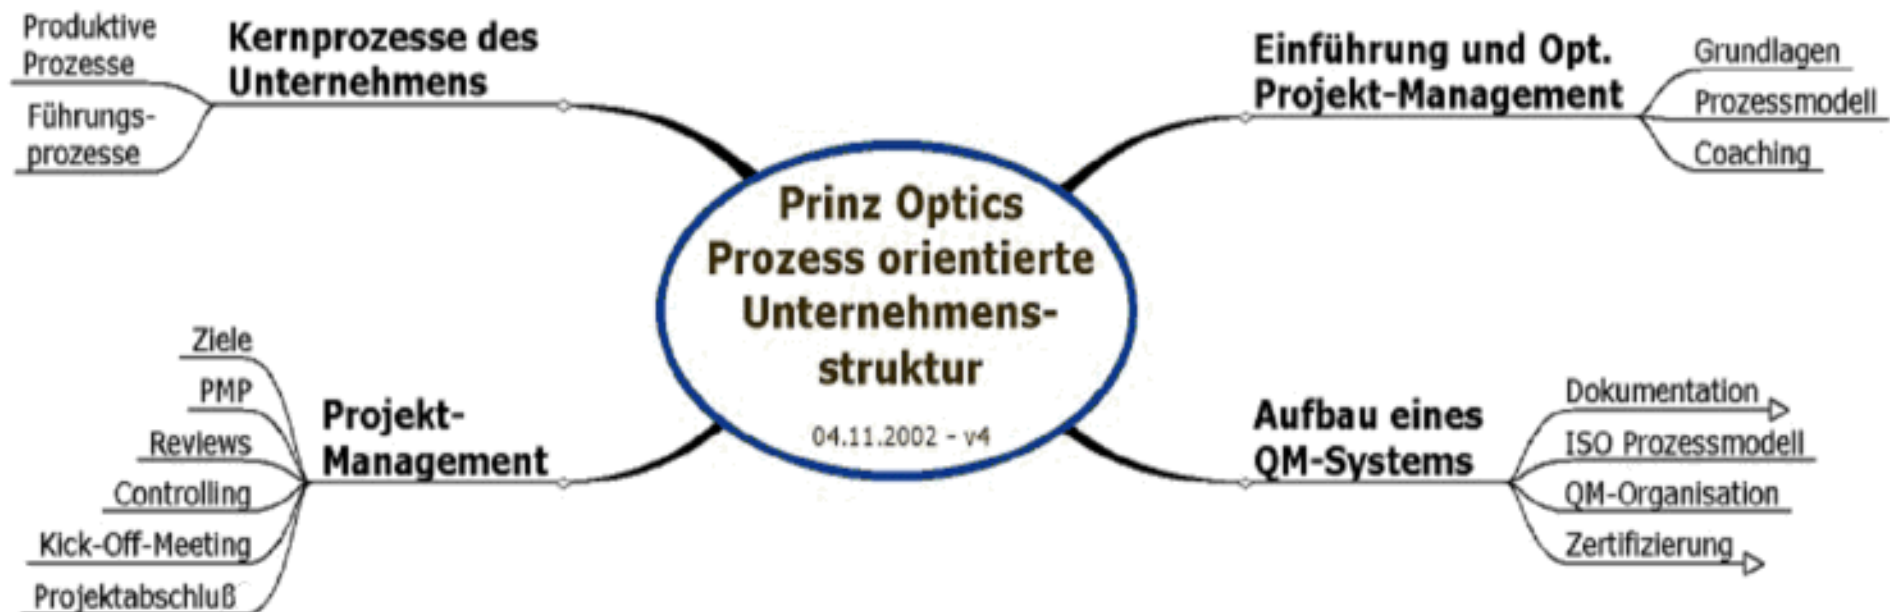 Produktive
Prozesse
Führungs-
prozesse
Kernprozesse des
Unternehmens
Einführung und Opt.
Projekt-Management
Grundlagen
Prozessmodell
Coaching
Prinz Optics
Prozess orientierte
Unternehmens-
struktur
04.11.2002 - v4
Ziele
PMP
Reviews
Controlling
Kick-Off-Meeting
Projektabschluß
Projekt-
Management
Aufbau eines
QM-Systems
Dokumentation
ISO Prozessmodell
QM-Organisation
Zertifizierung